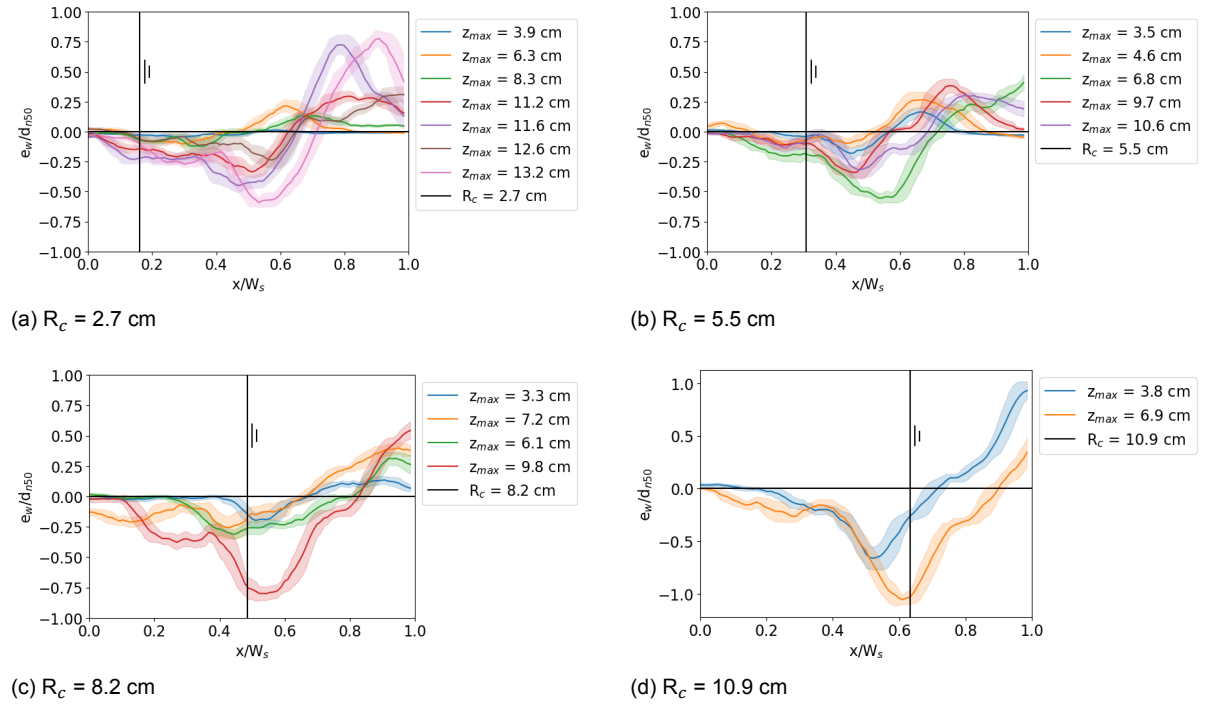 1.00
0.75
0.50
0.25
0.00
−0.25
−0.50
−0.75
−1.00
e_w/d_n50
0.0 0.2 0.4 0.6 0.8 1.0
x/W_s
z_max = 3.9 cm
z_max = 6.3 cm
z_max = 8.3 cm
z_max = 11.2 cm
z_max = 11.6 cm
z_max = 12.6 cm
z_max = 13.2 cm
R_c = 2.7 cm
(a) R_c = 2.7 cm
1.00
0.75
0.50
0.25
0.00
−0.25
−0.50
−0.75
−1.00
e_w/d_n50
0.0 0.2 0.4 0.6 0.8 1.0
x/W_s
z_max = 3.5 cm
z_max = 4.6 cm
z_max = 6.8 cm
z_max = 9.7 cm
z_max = 10.6 cm
R_c = 5.5 cm
(b) R_c = 5.5 cm
1.00
0.75
0.50
0.25
0.00
−0.25
−0.50
−0.75
−1.00
e_w/d_n50
0.0 0.2 0.4 0.6 0.8 1.0
x/W_s
z_max = 3.3 cm
z_max = 7.2 cm
z_max = 6.1 cm
z_max = 9.8 cm
R_c = 8.2 cm
(c) R_c = 8.2 cm
1.0
0.5
0.0
−0.5
−1.0
e_w/d_n50
0.0 0.2 0.4 0.6 0.8 1.0
x/W_s
z_max = 3.8 cm
z_max = 6.9 cm
R_c = 10.9 cm
(d) R_c = 10.9 cm